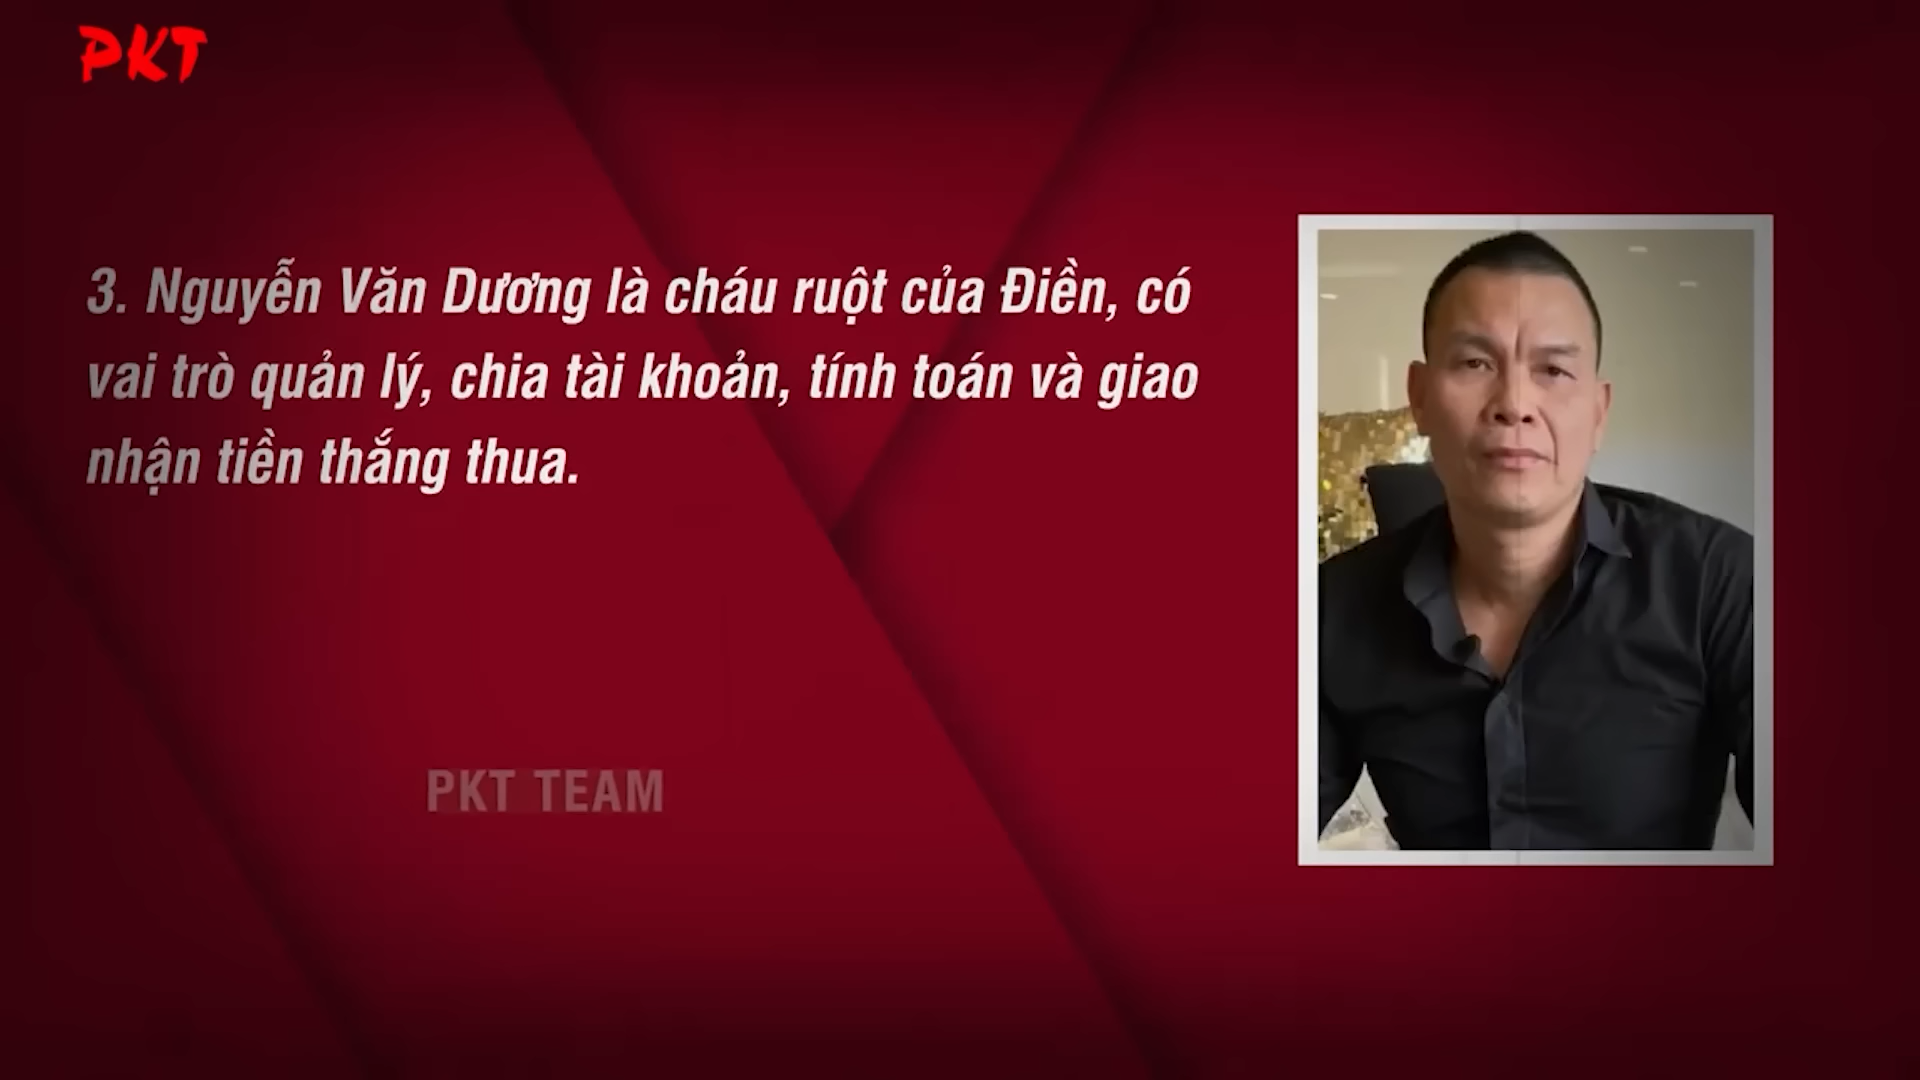 PKT
3. Nguyễn Văn Dương là cháu ruột của Điền, có
vai trò quản lý, chia tài khoản, tính toán và giao
nhận tiền thắng thua.
PKT TEAM